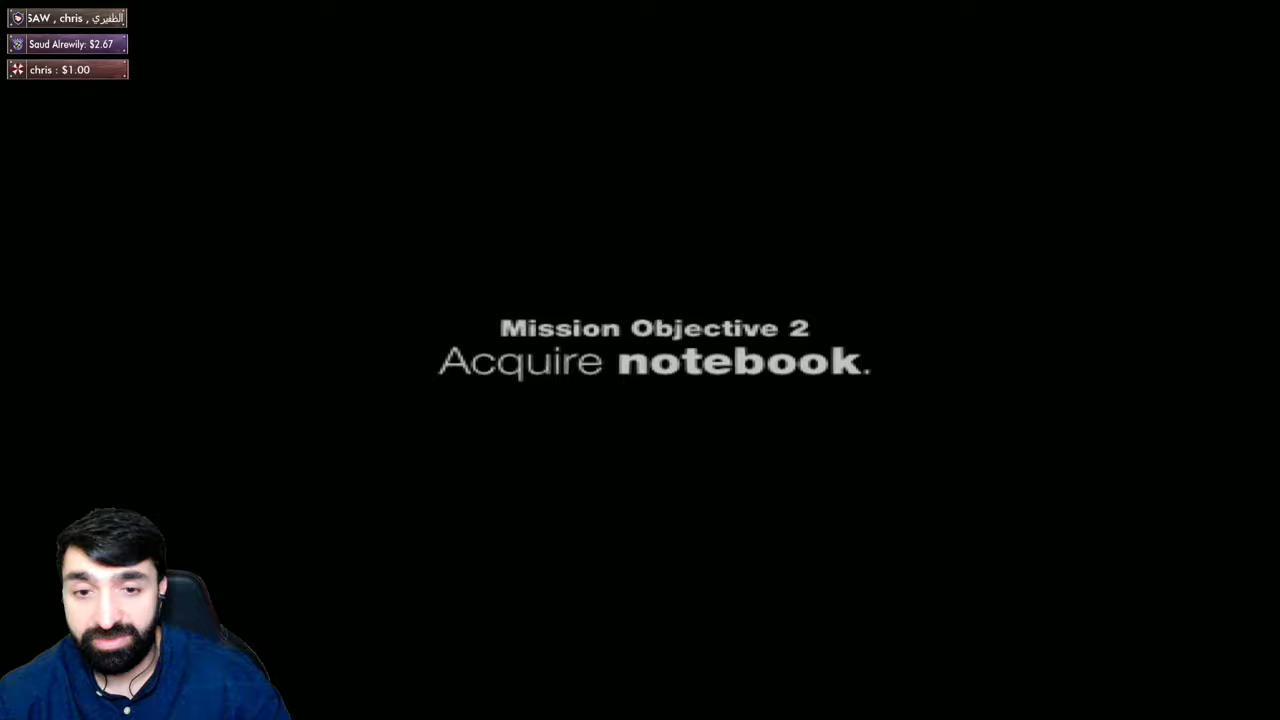 SAW , chris , الظفيري
Saud Alrewily: $2.67
chris : $1.00
Mission Objective 2
Acquire notebook.